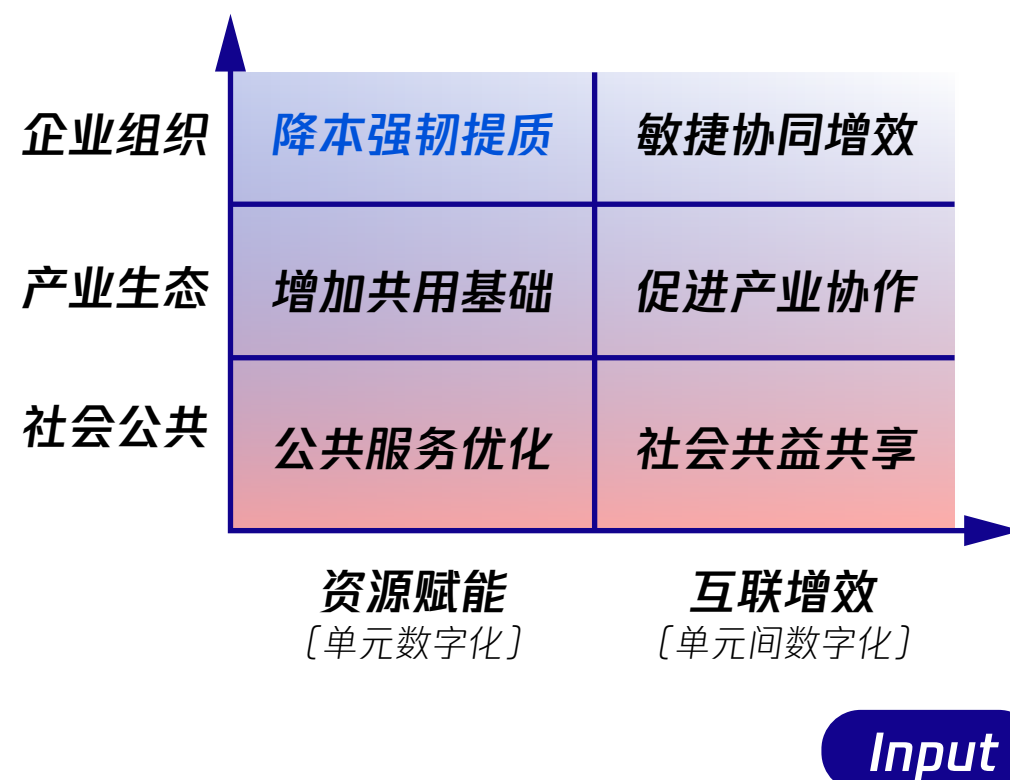 企业组织 降本强韧提质 敏捷协同增效
产业生态 增加共用基础 促进产业协作
社会公共 公共服务优化 社会共益共享
资源赋能 互联增效
〔单元数字化〕 〔单元间数字化〕
Input